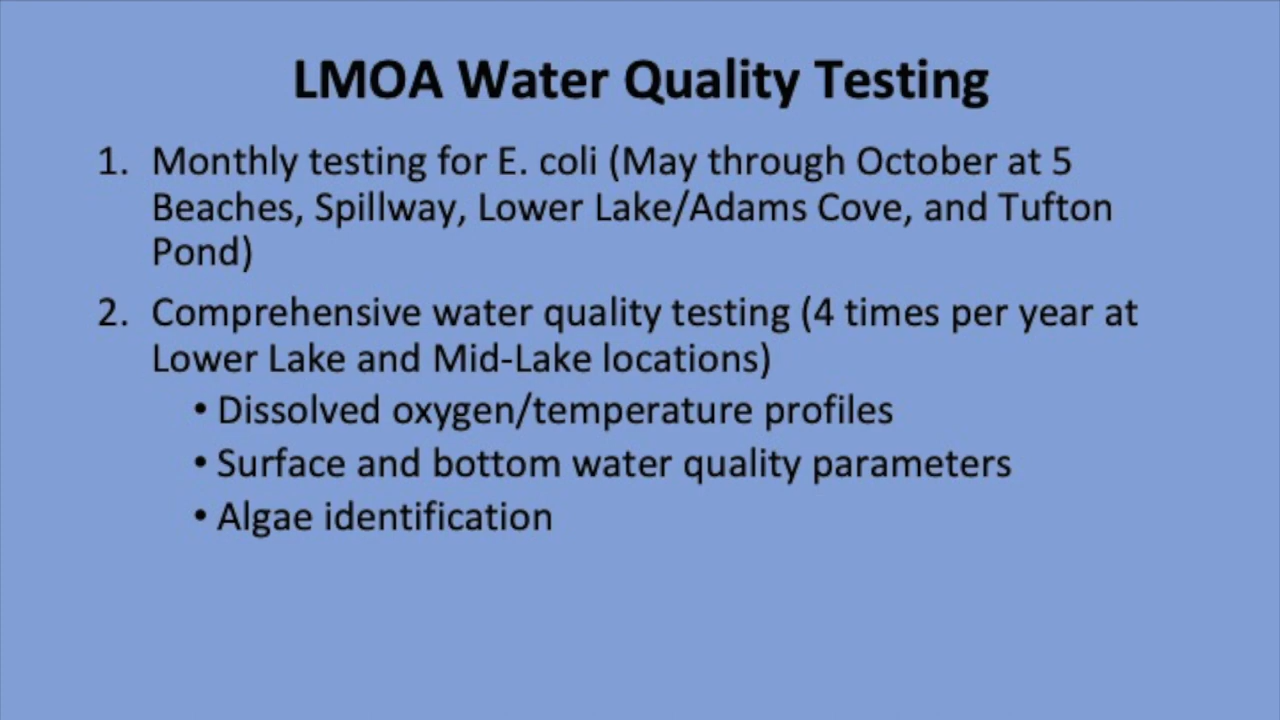 LMOA Water Quality Testing
1. Monthly testing for E. coli (May through October at 5
Beaches, Spillway, Lower Lake/Adams Cove, and Tufton
Pond)
2. Comprehensive water quality testing (4 times per year at
Lower Lake and Mid-Lake locations)
• Dissolved oxygen/temperature profiles
• Surface and bottom water quality parameters
• Algae identification